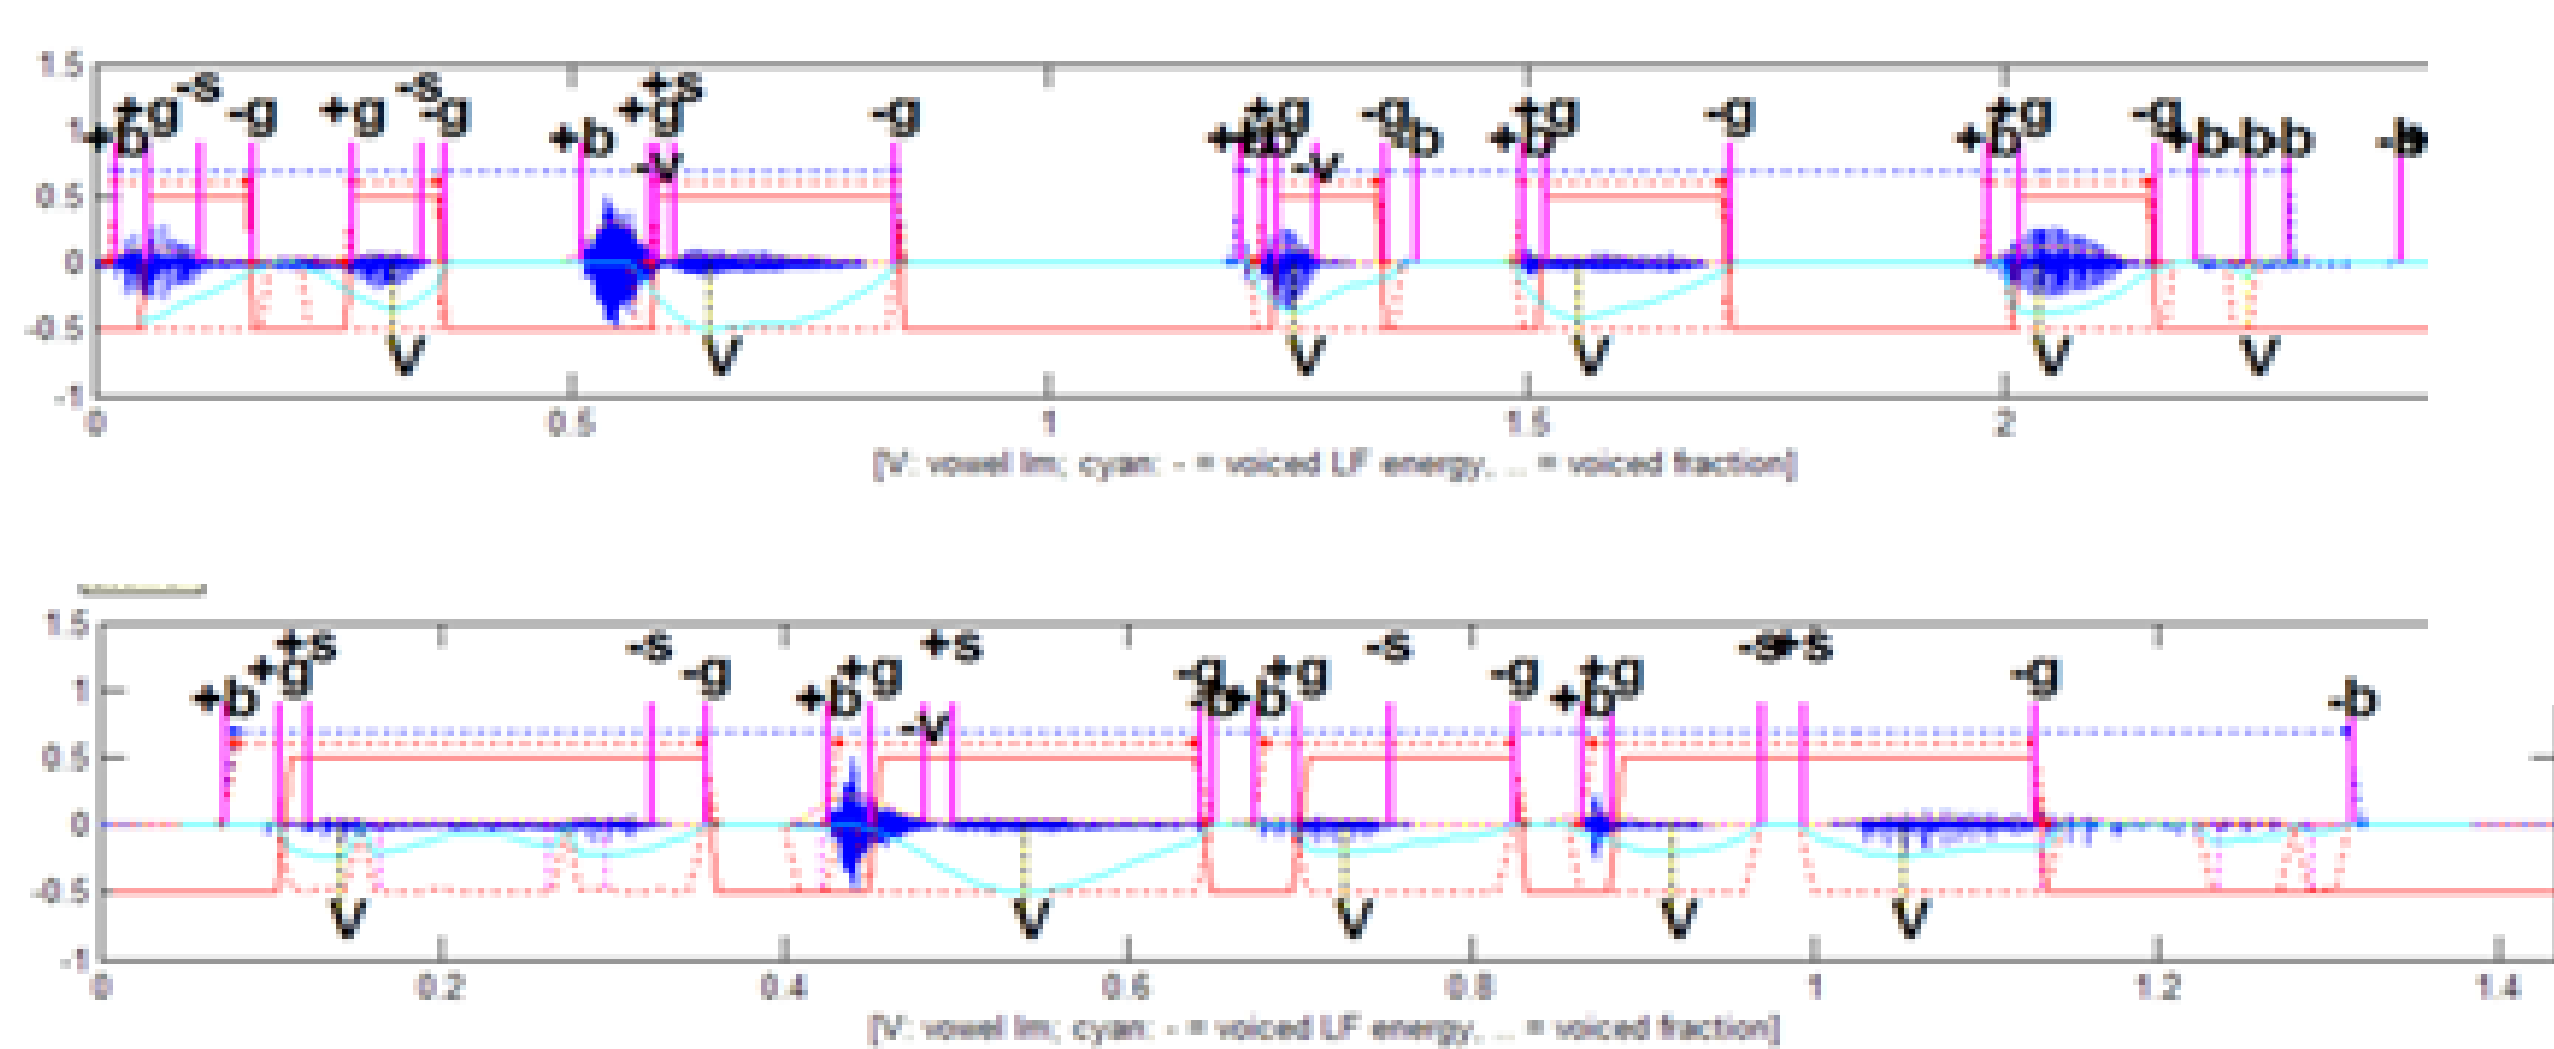 1.5
+s
-s -s
+g -g +g -g +g -g +g -g +g -g +g -g
1 +b +b +b b b +b +b +b -b b -b
-v -v
0.5
0
-0.5
V V V V V V
-1
0 0.5 1 1.5 2
[V: vowel lm; cyan: - = voiced LF energy, ... = voiced fraction]
1.5
+s -s +s -s -s +s
+g -g +g -g +g -g +g -g
1 +b +b b +b +b -b
-v
0.5
0
-0.5
V V V V V
-1
0 0.2 0.4 0.6 0.8 1 1.2 1.4
[V: vowel lm; cyan: - = voiced LF energy, ... = voiced fraction]